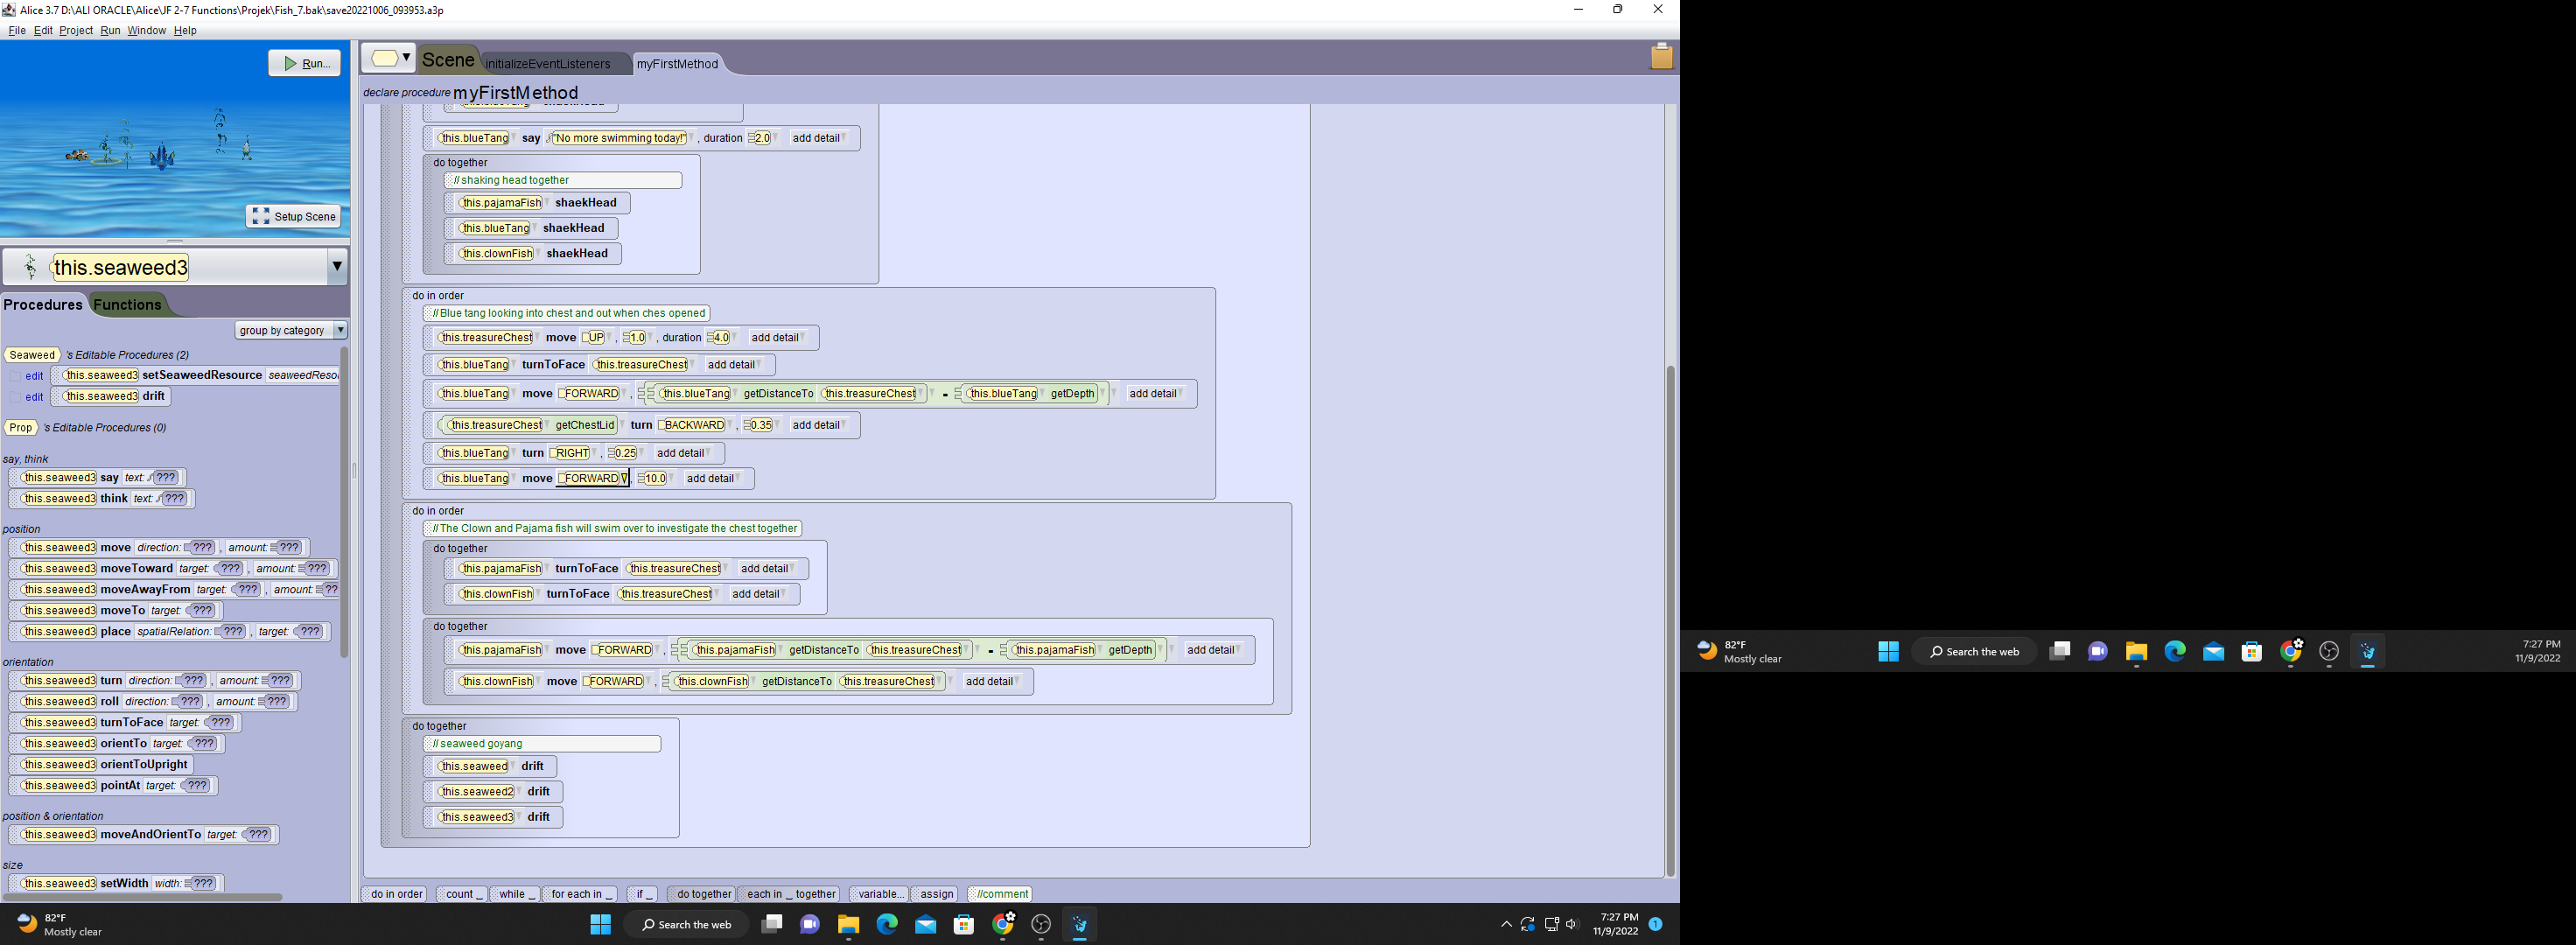 Alice 3.7 D:\ALI ORACLE\Alice\JF 2-7 Functions\Projek\Fish_7.bak\save20221006_093953.a3p
File Edit Project Run Window Help
Run...
Setup Scene
this.seaweed3
Procedures Functions
group by category
Seaweed 's Editable Procedures (2)
edit this.seaweed3 setSeaweedResource seaweedReso
edit this.seaweed3 drift
Prop 's Editable Procedures (0)
say, think
this.seaweed3 say text: ???
this.seaweed3 think text: ???
position
this.seaweed3 move direction: ??? , amount: ???
this.seaweed3 moveToward target: ??? , amount: ???
this.seaweed3 moveAwayFrom target: ??? , amount: ??
this.seaweed3 moveTo target: ???
this.seaweed3 place spatialRelation: ??? , target: ???
orientation
this.seaweed3 turn direction: ??? , amount: ???
this.seaweed3 roll direction: ??? , amount: ???
this.seaweed3 turnToFace target: ???
this.seaweed3 orientTo target: ???
this.seaweed3 orientToUpright
this.seaweed3 pointAt target: ???
position & orientation
this.seaweed3 moveAndOrientTo target: ???
size
this.seaweed3 setWidth width: ???
Scene initializeEventListeners myFirstMethod
declare procedure myFirstMethod
this.blueTang say "No more swimming today!" , duration 2.0 add detail
do together
//shaking head together
this.pajamaFish shaekHead
this.blueTang shaekHead
this.clownFish shaekHead
do in order
//Blue tang looking into chest and out when ches opened
this.treasureChest move UP , 1.0 , duration 4.0 add detail
this.blueTang turnToFace this.treasureChest add detail
this.blueTang move FORWARD , this.blueTang getDistanceTo this.treasureChest - this.blueTang getDepth add detail
this.treasureChest getChestLid turn BACKWARD , 0.35 add detail
this.blueTang turn RIGHT , 0.25 add detail
this.blueTang move FORWARD , 10.0 add detail
do in order
//The Clown and Pajama fish will swim over to investigate the chest together
do together
this.pajamaFish turnToFace this.treasureChest add detail
this.clownFish turnToFace this.treasureChest add detail
do together
this.pajamaFish move FORWARD , this.pajamaFish getDistanceTo this.treasureChest - this.pajamaFish getDepth add detail
this.clownFish move FORWARD , this.clownFish getDistanceTo this.treasureChest add detail
do together
//seaweed goyang
this.seaweed drift
this.seaweed2 drift
this.seaweed3 drift
do in order count _ while _ for each in _ if _ do together each in _ together variable... assign //comment
82°F
Mostly clear
Search the web
7:27 PM
11/9/2022
1
82°F
Mostly clear
Search the web
7:27 PM
11/9/2022